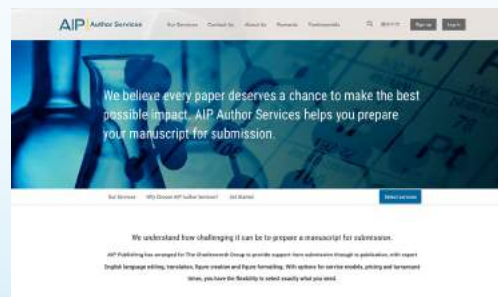 AIP Author Services
Our Services Contact Us About Us Rewards Testimonials
Sign up Log in
Rh
Pt
We believe every paper deserves a chance to make the best
possible impact. AIP Author Services helps you prepare
your manuscript for submission.
Our Services Why Choose AIP Author Services? Get Started
Select services
We understand how challenging it can be to prepare a manuscript for submission.
AIP Publishing has arranged for The Charlesworth Group to provide support from submission through to publication, with expert
English language editing, translation, figure creation and figure formatting. With options for service models, pricing and turnaround
times, you have the flexibility to select exactly what you need.